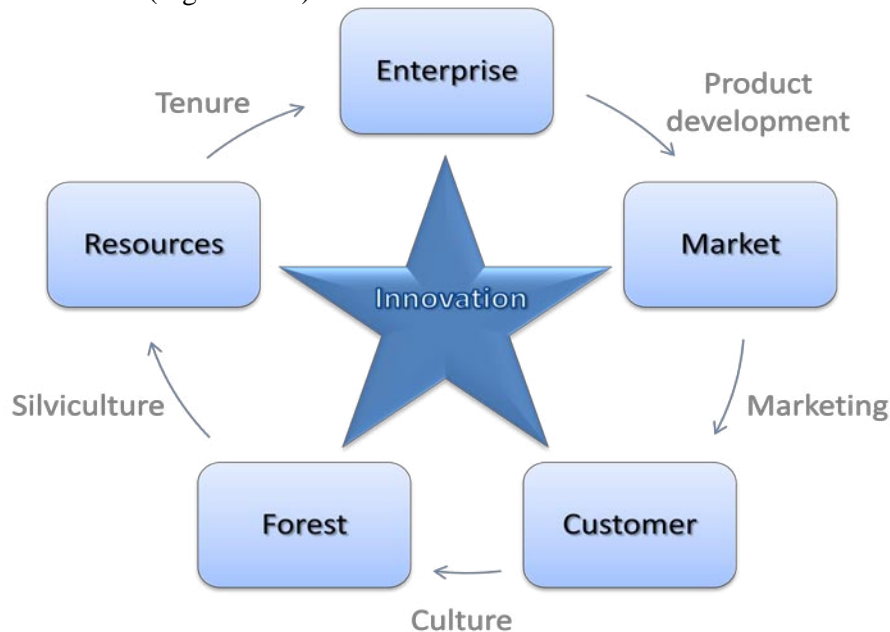 Enterprise
Tenure
Product
development
Resources
Market
Innovation
Silviculture
Marketing
Forest
Customer
Culture